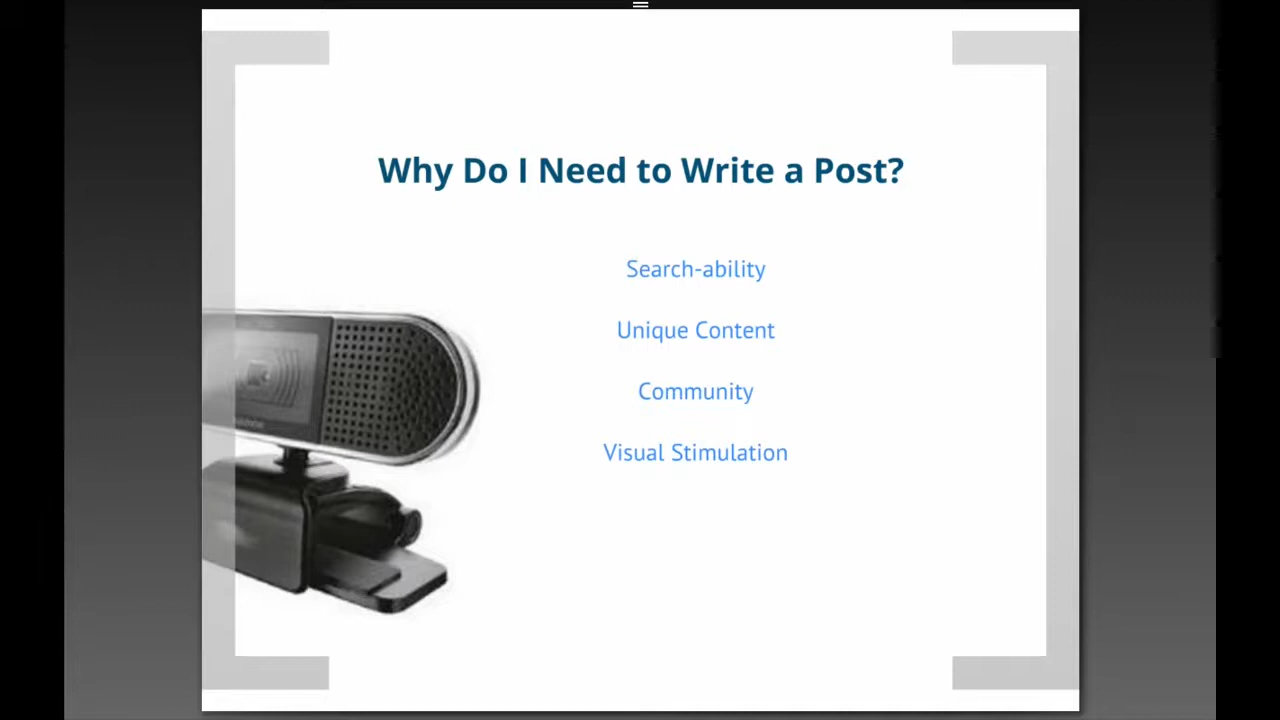 Why Do I Need to Write a Post?
Search-ability
Unique Content
Community
Visual Stimulation